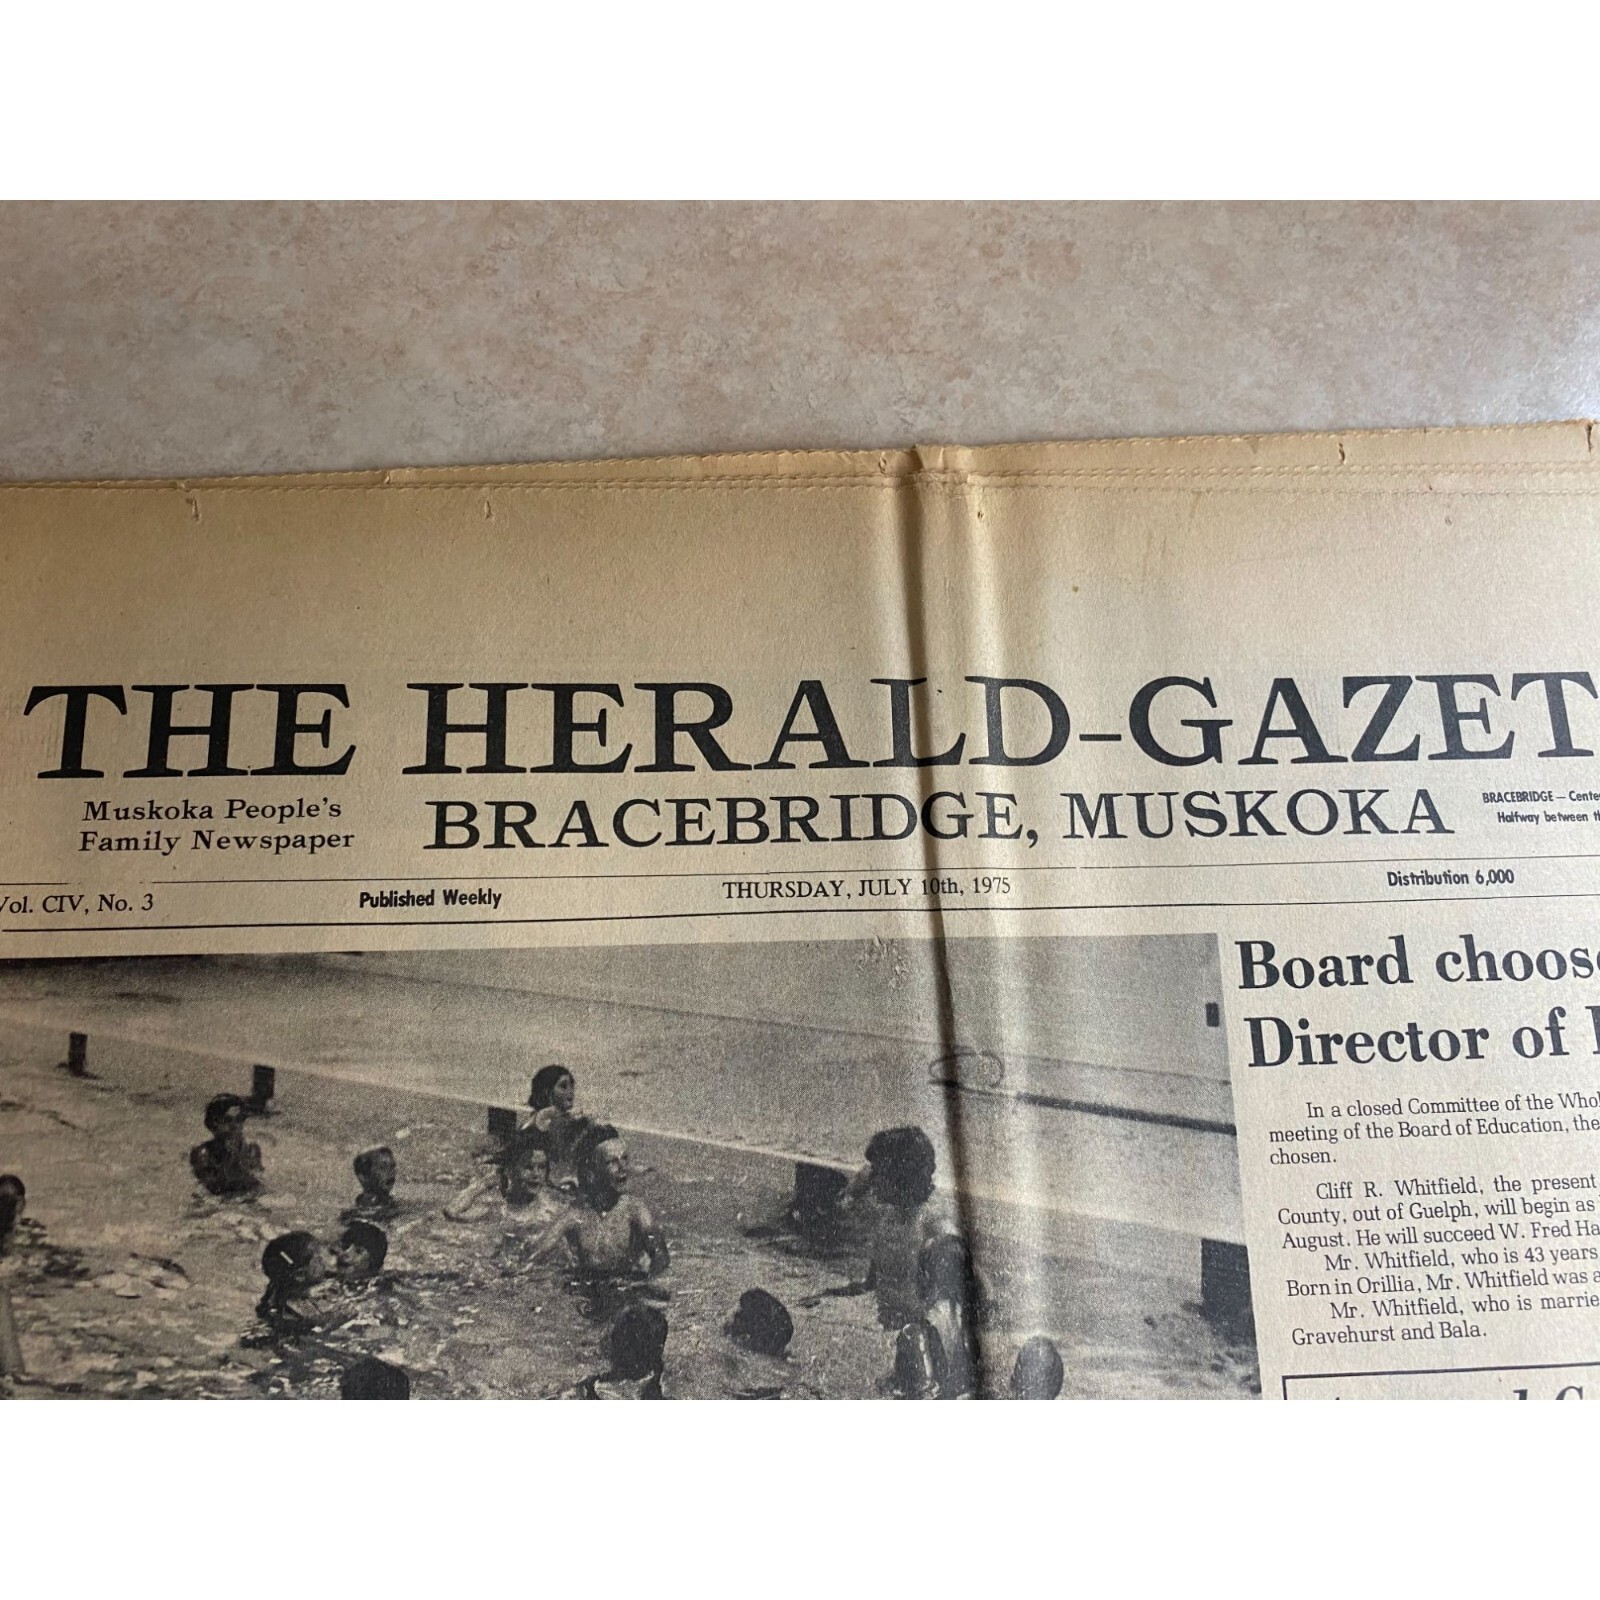 THE HERALD-GAZET
Muskoka People's
Family Newspaper
BRACEBRIDGE, MUSKOKA
BRACEBRIDGE — Cente
Halfway between th
Vol. CIV, No. 3
Published Weekly
THURSDAY, JULY 10th, 1975
Distribution 6,000
Board choose
Director of
In a closed Committee of the Whol
meeting of the Board of Education, the
chosen.
Cliff R. Whitfield, the present
County, out of Guelph, will begin as
August. He will succeed W. Fred Ha
Mr. Whitfield, who is 43 years
Born in Orillia, Mr. Whitfield was a
Mr. Whitfield, who is marrie
Gravehurst and Bala.